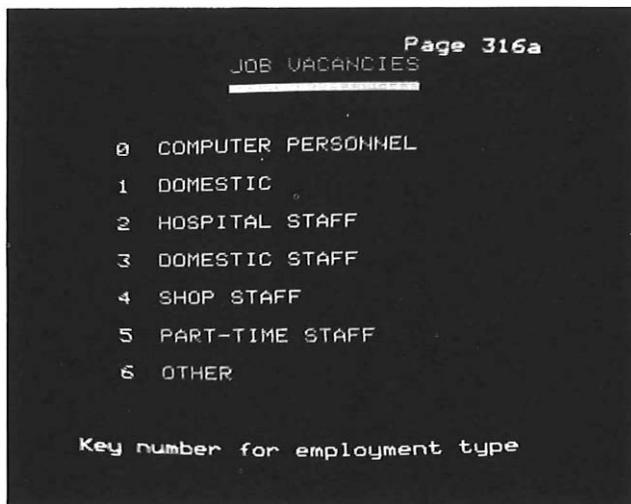 Page 316a
JOB VACANCIES
0 COMPUTER PERSONNEL
1 DOMESTIC
2 HOSPITAL STAFF
3 DOMESTIC STAFF
4 SHOP STAFF
5 PART-TIME STAFF
6 OTHER
Key number for employment type